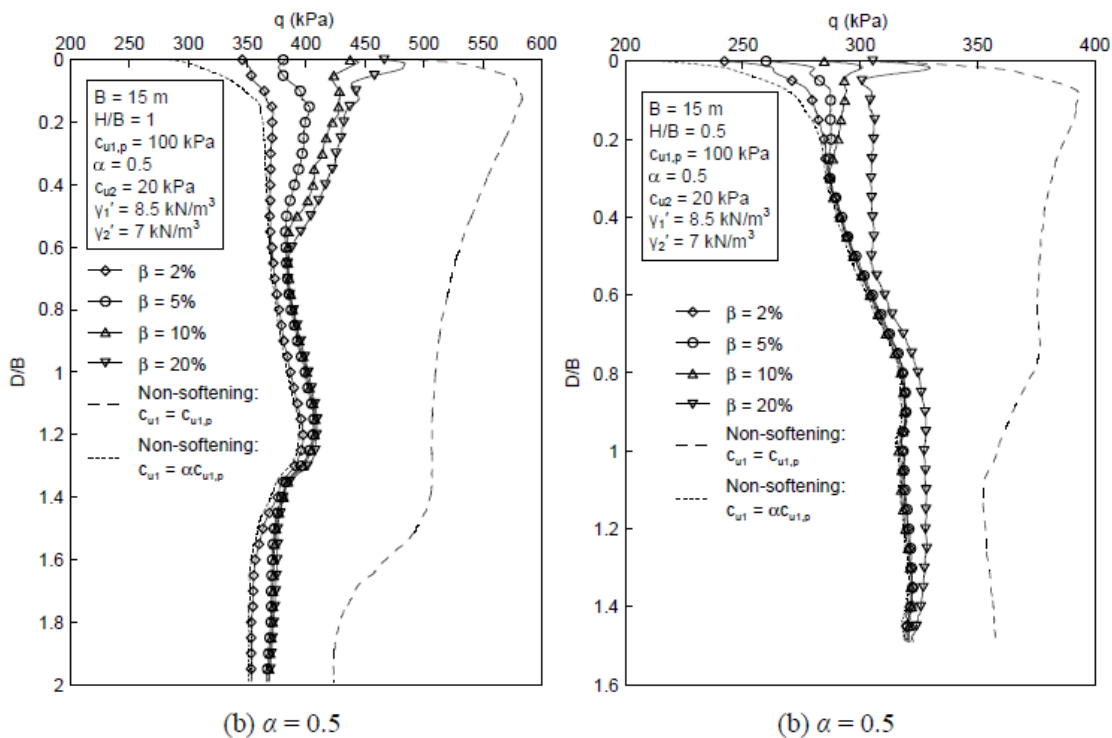 q (kPa)
200 250 300 350 400 450 500 550 600
0
0.2
0.4
0.6
0.8
1
1.2
1.4
1.6
1.8
2
D/B
B = 15 m
H/B = 1
cu1,p = 100 kPa
α = 0.5
cu2 = 20 kPa
γ1′ = 8.5 kN/m³
γ2′ = 7 kN/m³
β = 2%
β = 5%
β = 10%
β = 20%
Non-softening:
cu1 = cu1,p
Non-softening:
cu1 = αcu1,p
(b) α = 0.5
q (kPa)
200 250 300 350 400
0
0.2
0.4
0.6
0.8
1
1.2
1.4
1.6
D/B
B = 15 m
H/B = 0.5
cu1,p = 100 kPa
α = 0.5
cu2 = 20 kPa
γ1′ = 8.5 kN/m³
γ2′ = 7 kN/m³
β = 2%
β = 5%
β = 10%
β = 20%
Non-softening:
cu1 = cu1,p
Non-softening:
cu1 = αcu1,p
(b) α = 0.5